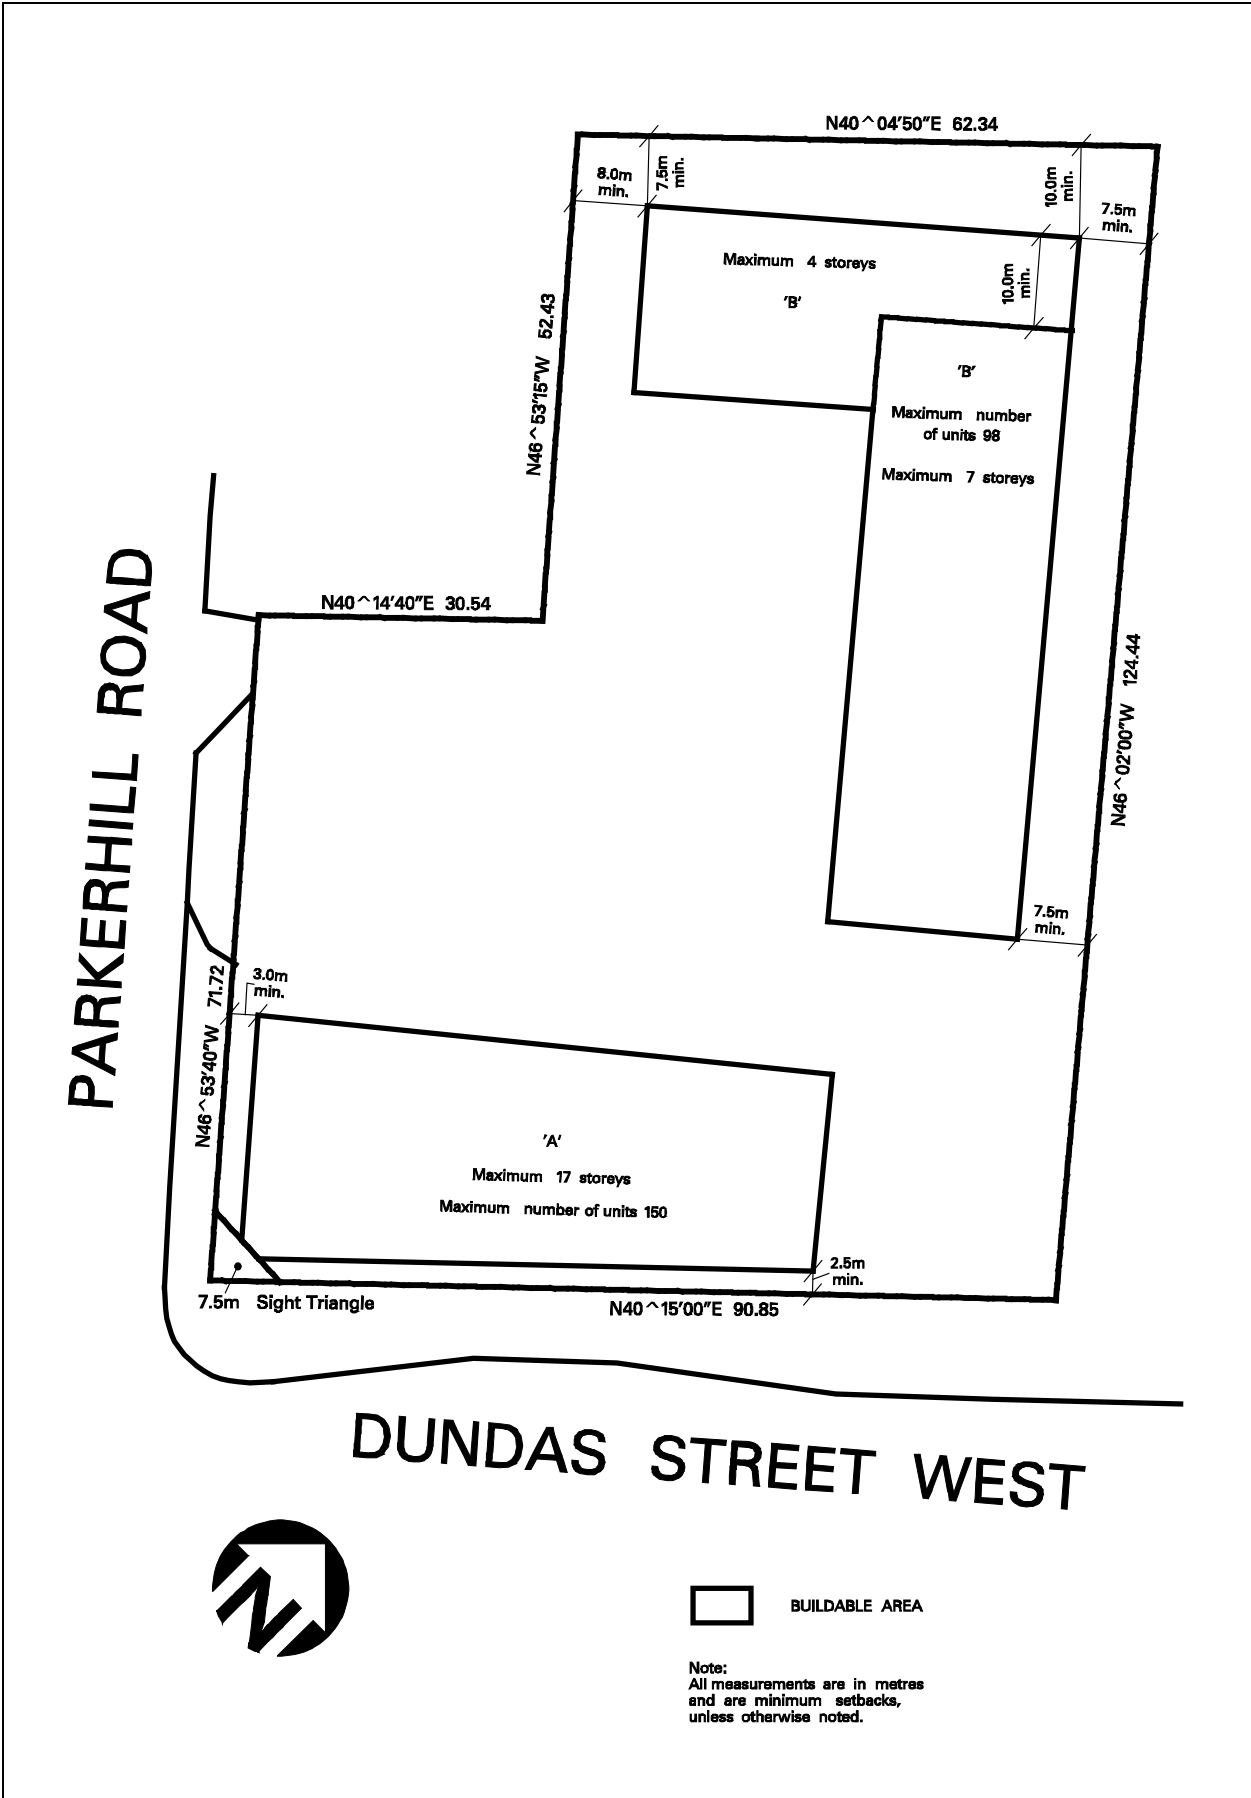 N40^04'50"E 62.34
8.0m
min.
7.5m
min.
10.0m
min.
7.5m
min.
Maximum 4 storeys
'B'
10.0m
min.
N46^53'15"W 52.43
'B'
Maximum number
of units 98
Maximum 7 storeys
N40^14'40"E 30.54
PARKERHILL ROAD
N46^02'00"W 124.44
7.5m
min.
N46^53'40"W 71.72
3.0m
min.
'A'
Maximum 17 storeys
Maximum number of units 150
2.5m
min.
7.5m Sight Triangle
N40^15'00"E 90.85
DUNDAS STREET WEST
N
BUILDABLE AREA
Note:
All measurements are in metres
and are minimum setbacks,
unless otherwise noted.